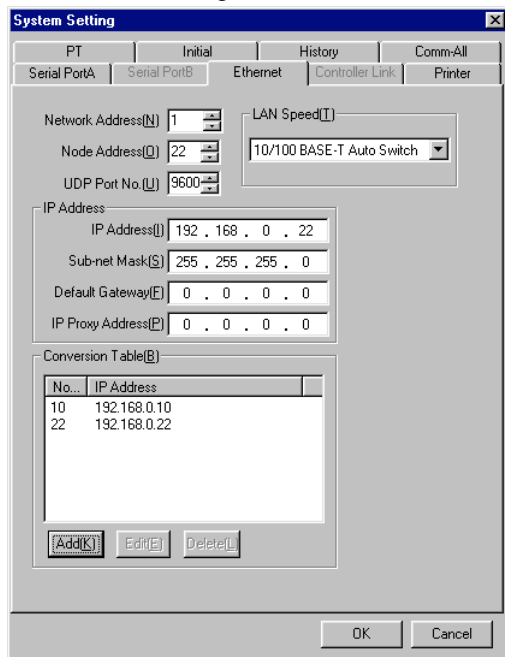 System Setting
PT Initial History Comm-All
Serial PortA Serial PortB Ethernet Controller Link Printer
Network Address(N) 1
LAN Speed(T)
Node Address(O) 22
10/100 BASE-T Auto Switch
UDP Port No.(U) 9600
IP Address
IP Address(I) 192 . 168 . 0 . 22
Sub-net Mask(S) 255 . 255 . 255 . 0
Default Gateway(F) 0 . 0 . 0 . 0
IP Proxy Address(P) 0 . 0 . 0 . 0
Conversion Table(B)
No... IP Address
10 192.168.0.10
22 192.168.0.22
Add(K) Edit(E) Delete(L)
OK Cancel